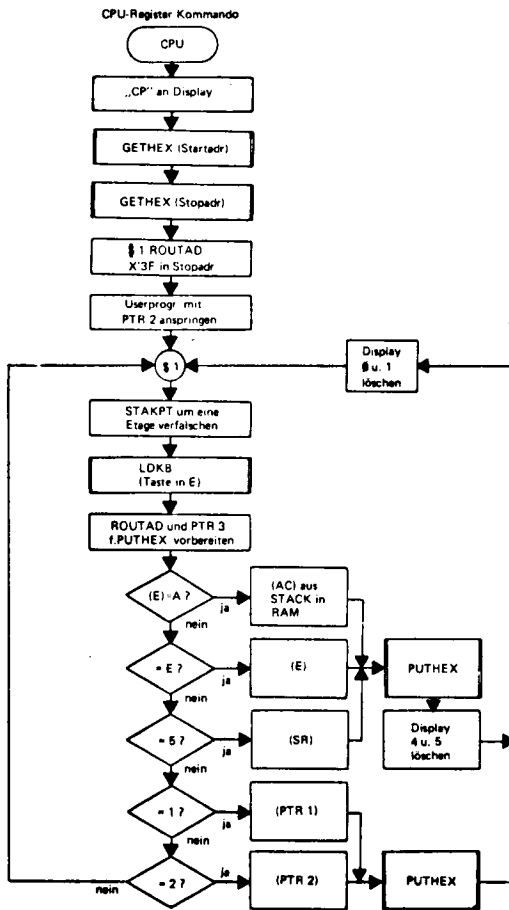 CPU-Register Kommando
CPU
„CP" an Display
GETHEX (Startadr)
GETHEX (Stopadr)
$ 1 ROUTAD
X'3F in Stopadr
Userprogr. mit
PTR 2 anspringen
$ 1
Display
Ø u. 1
löschen
STAKPT um eine
Etage verfälschen
LDKB
(Taste in E)
ROUTAD und PTR 3
f.PUTHEX vorbereiten
(E)=A ?
ja
nein
(AC) aus
STACK in
RAM
= E ?
ja
nein
(E)
PUTHEX
= 5 ?
ja
nein
(SR)
Display
4 u. 5
löschen
= 1 ?
ja
nein
(PTR 1)
= 2 ?
ja
nein
(PTR 2)
PUTHEX